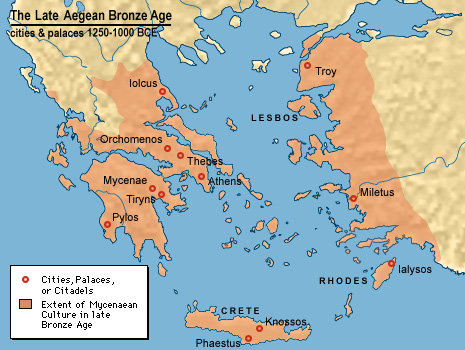 The Late Aegean Bronze Age
cities & palaces 1250-1000 BCE
Iolcus
Troy
LESBOS
Orchomenos
Thebes
Mycenae
Athens
Tiryns
Miletus
Pylos
Ialysos
RHODES
Cities, Palaces,
or Citadels
Extent of Mycenaean
Culture in late
Bronze Age
CRETE
Knossos
Phaestus